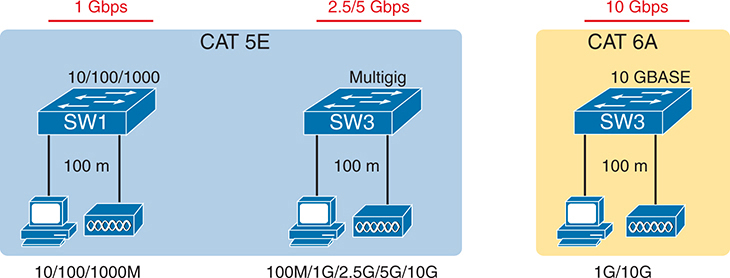 1 Gbps
2.5/5 Gbps
10 Gbps
CAT 5E
CAT 6A
10/100/1000
Multigig
10 GBASE
SW1
SW3
SW3
100 m
100 m
100 m
10/100/1000M
100M/1G/2.5G/5G/10G
1G/10G